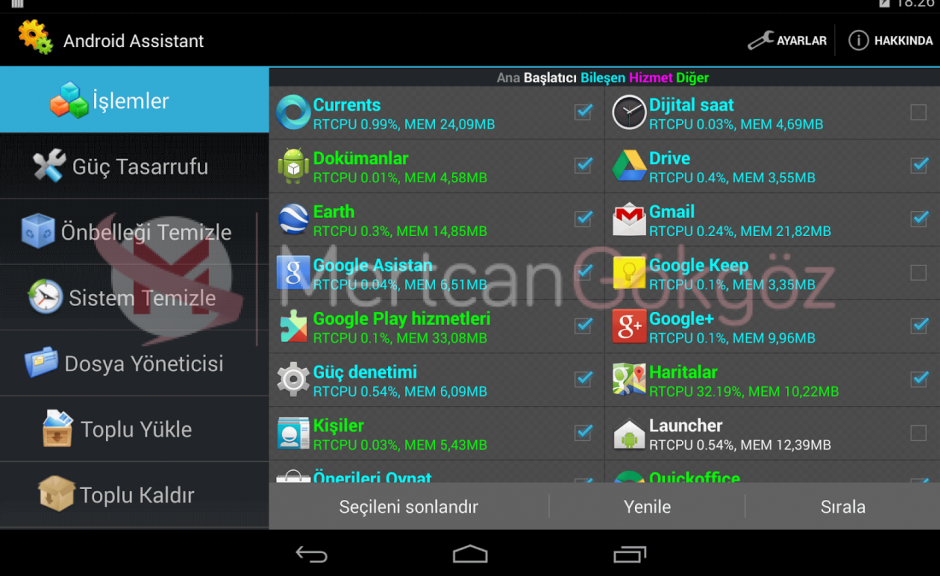 18:26
Android Assistant
AYARLAR
HAKKINDA
İşlemler
Güç Tasarrufu
Önbelleği Temizle
Sistem Temizle
Dosya Yöneticisi
Toplu Yükle
Toplu Kaldır
Ana Başlatıcı Bileşen Hizmet Diğer
Currents
RTCPU 0.99%, MEM 24,09MB
Dijital saat
RTCPU 0.03%, MEM 4,69MB
Dokümanlar
RTCPU 0.01%, MEM 4,58MB
Drive
RTCPU 0.4%, MEM 3,55MB
Earth
RTCPU 0.3%, MEM 14,85MB
Gmail
RTCPU 0.24%, MEM 21,82MB
Google Asistan
RTCPU 0.04%, MEM 6,51MB
Google Keep
RTCPU 0.1%, MEM 3,35MB
Google Play hizmetleri
RTCPU 0.1%, MEM 33,08MB
Google+
RTCPU 0.1%, MEM 9,96MB
Güç denetimi
RTCPU 0.54%, MEM 6,09MB
Haritalar
RTCPU 32.19%, MEM 10,22MB
Kişiler
RTCPU 0.03%, MEM 5,43MB
Launcher
RTCPU 0.54%, MEM 12,39MB
Önerileri Oynat
Quickoffice
Seçileni sonlandır
Yenile
Sırala
MertcanGökgöz